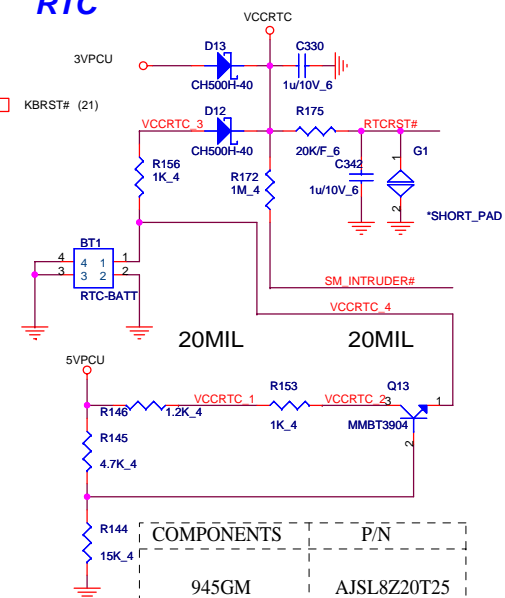 RTC
VCCRTC
D13
C330
3VPCU
CH500H-40
1u/10V_6
KBRST# (21)
D12
R175
VCCRTC_3
RTCRST#
CH500H-40
20K/F_6
R156
1K_4
R172
1M_4
C342
1u/10V_6
G1
1
2
*SHORT_PAD
BT1
4 4 1 1
3 3 2 2
RTC-BATT
SM_INTRUDER#
VCCRTC_4
20MIL 20MIL
5VPCU
R146
1.2K_4
VCCRTC_1
R153
1K_4
VCCRTC_2
Q13
3 1
2
MMBT3904
R145
4.7K_4
R144
15K_4
COMPONENTS P/N
945GM AJSL8Z20T25